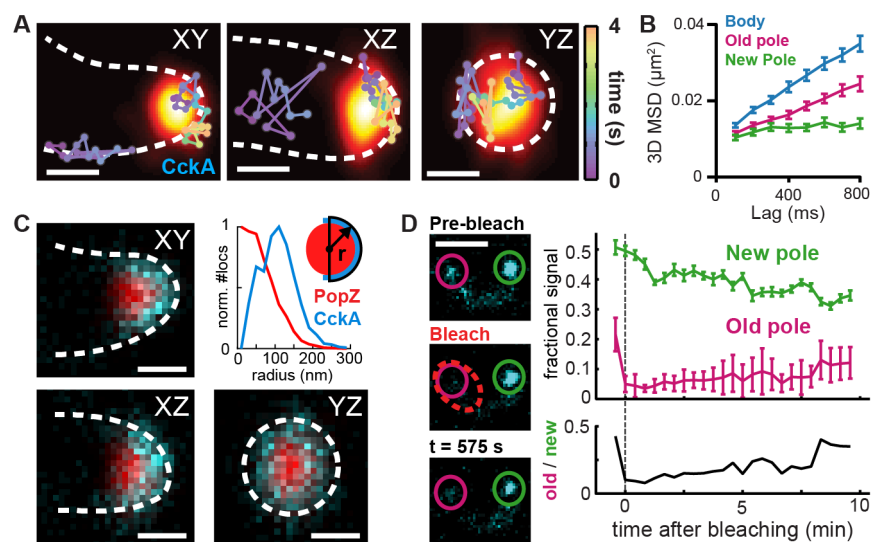 A
XY
CckA
XZ
YZ
4
time (s)
0
B
Body
Old pole
New Pole
3D MSD (µm²)
0.04
0.02
0
0
400
800
Lag (ms)
C
XY
norm. #locs
1
0
0
100
200
300
radius (nm)
r
PopZ
CckA
XZ
YZ
D
Pre-bleach
Bleach
t = 575 s
fractional signal
0.5
0.4
0.3
0.2
0.1
0
New pole
Old pole
old / new
0.5
0
0
5
10
time after bleaching (min)